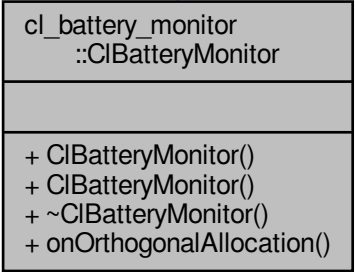 cl_battery_monitor
::ClBatteryMonitor
+ ClBatteryMonitor()
+ ClBatteryMonitor()
+ ~ClBatteryMonitor()
+ onOrthogonalAllocation()